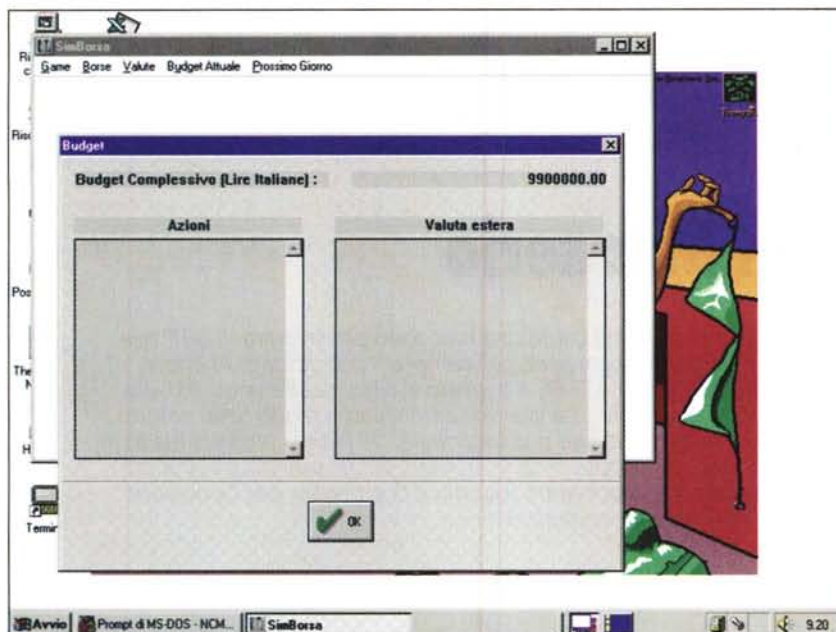 SimBorsa
Game Borse Valute Budget Attuale Prossimo Giorno
Budget
Budget Complessivo (Lire Italiane) : 9900000.00
Azioni Valuta estera
OK
Avvio Prompt di MS-DOS - NCM... SimBorsa 9.20